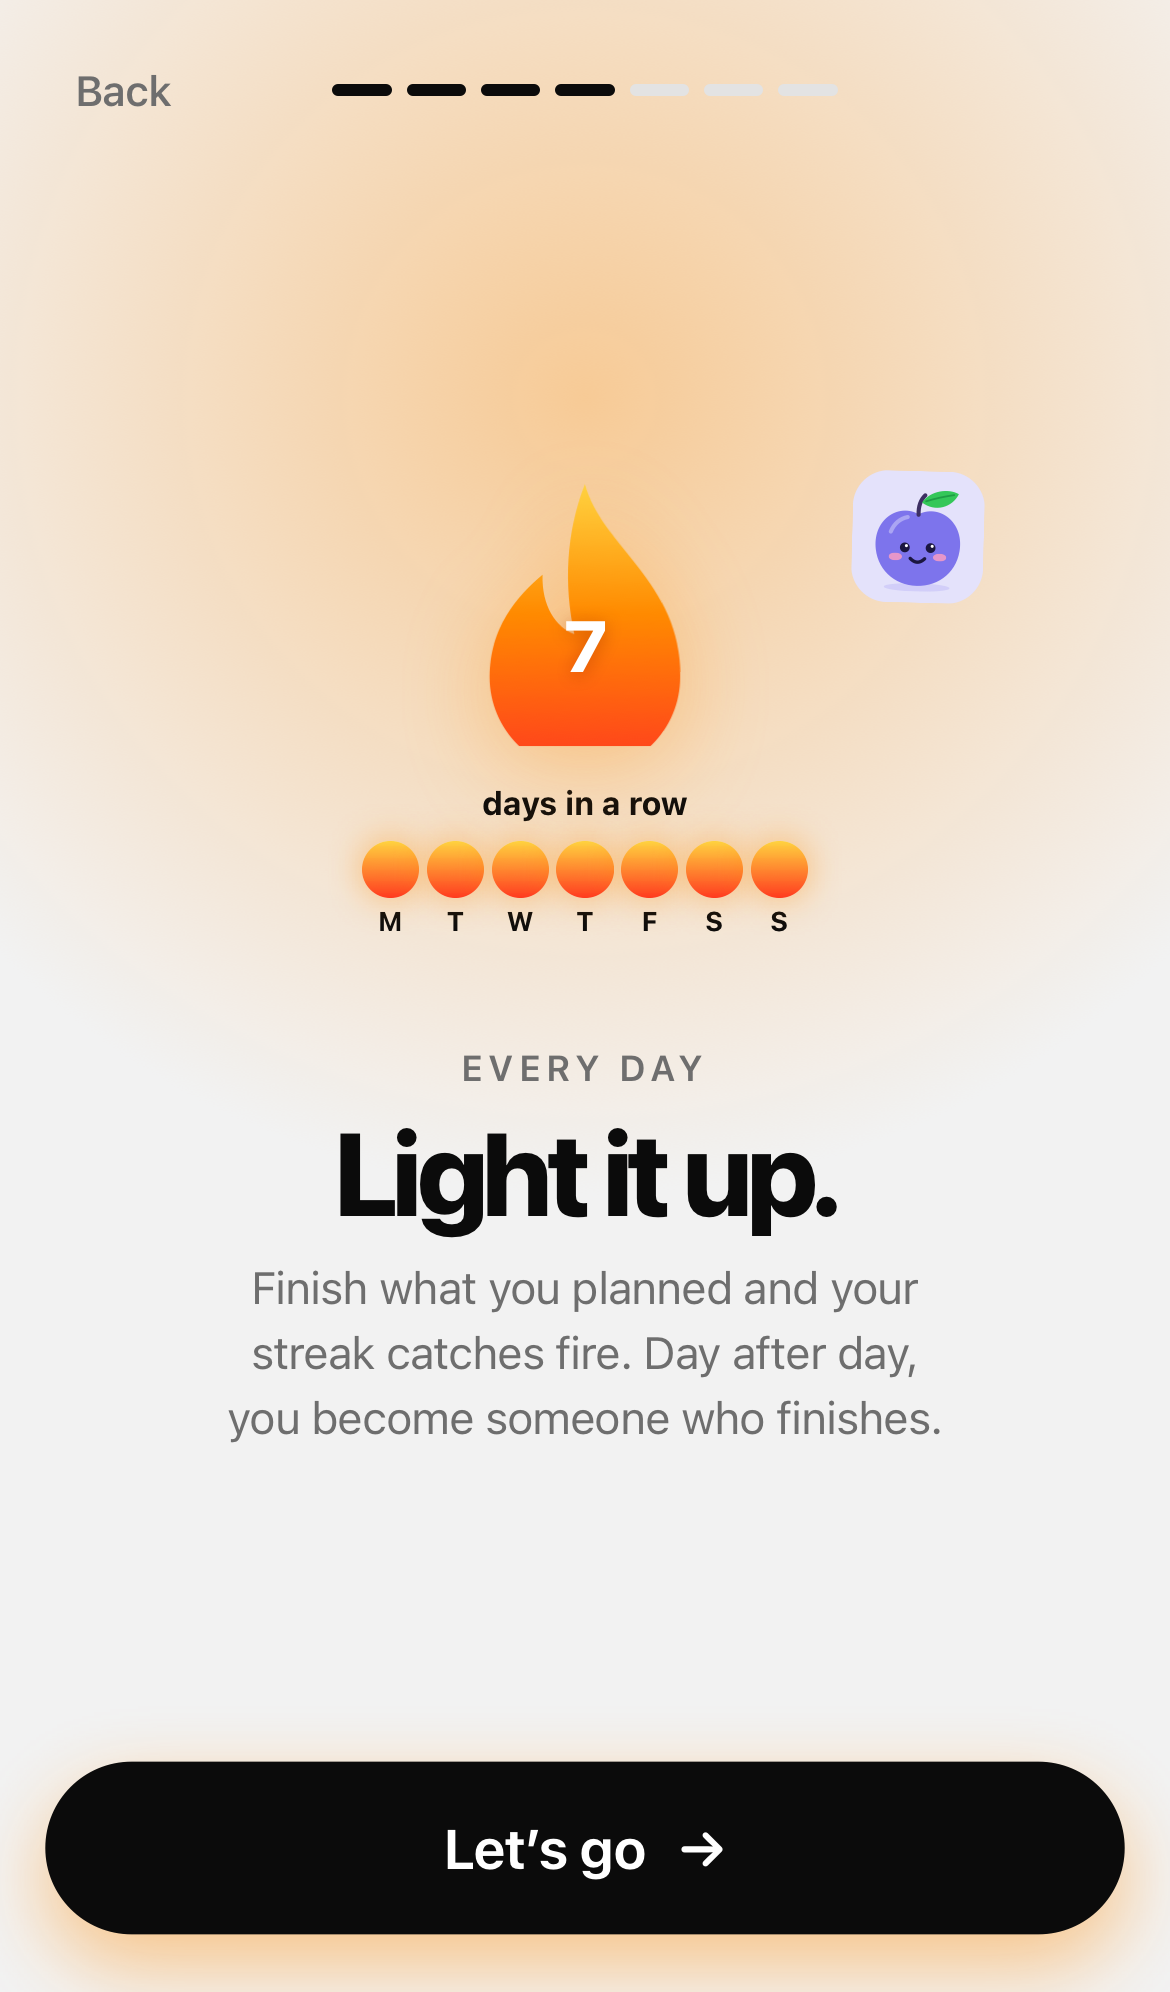 Back
7
days in a row
M T W T F S S
EVERY DAY
Light it up.
Finish what you planned and your
streak catches fire. Day after day,
you become someone who finishes.
Let’s go →